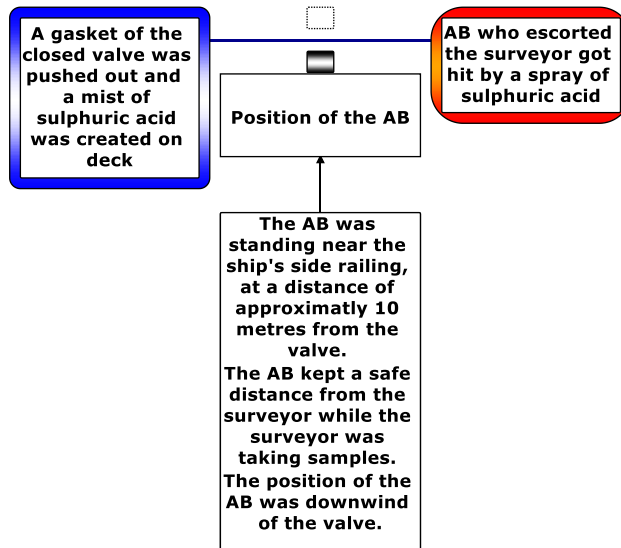 A gasket of the
closed valve was
pushed out and
a mist of
sulphuric acid
was created on
deck
AB who escorted
the surveyor got
hit by a spray of
sulphuric acid
Position of the AB
The AB was
standing near the
ship's side railing,
at a distance of
approximatly 10
metres from the
valve.
The AB kept a safe
distance from the
surveyor while the
surveyor was
taking samples.
The position of the
AB was downwind
of the valve.